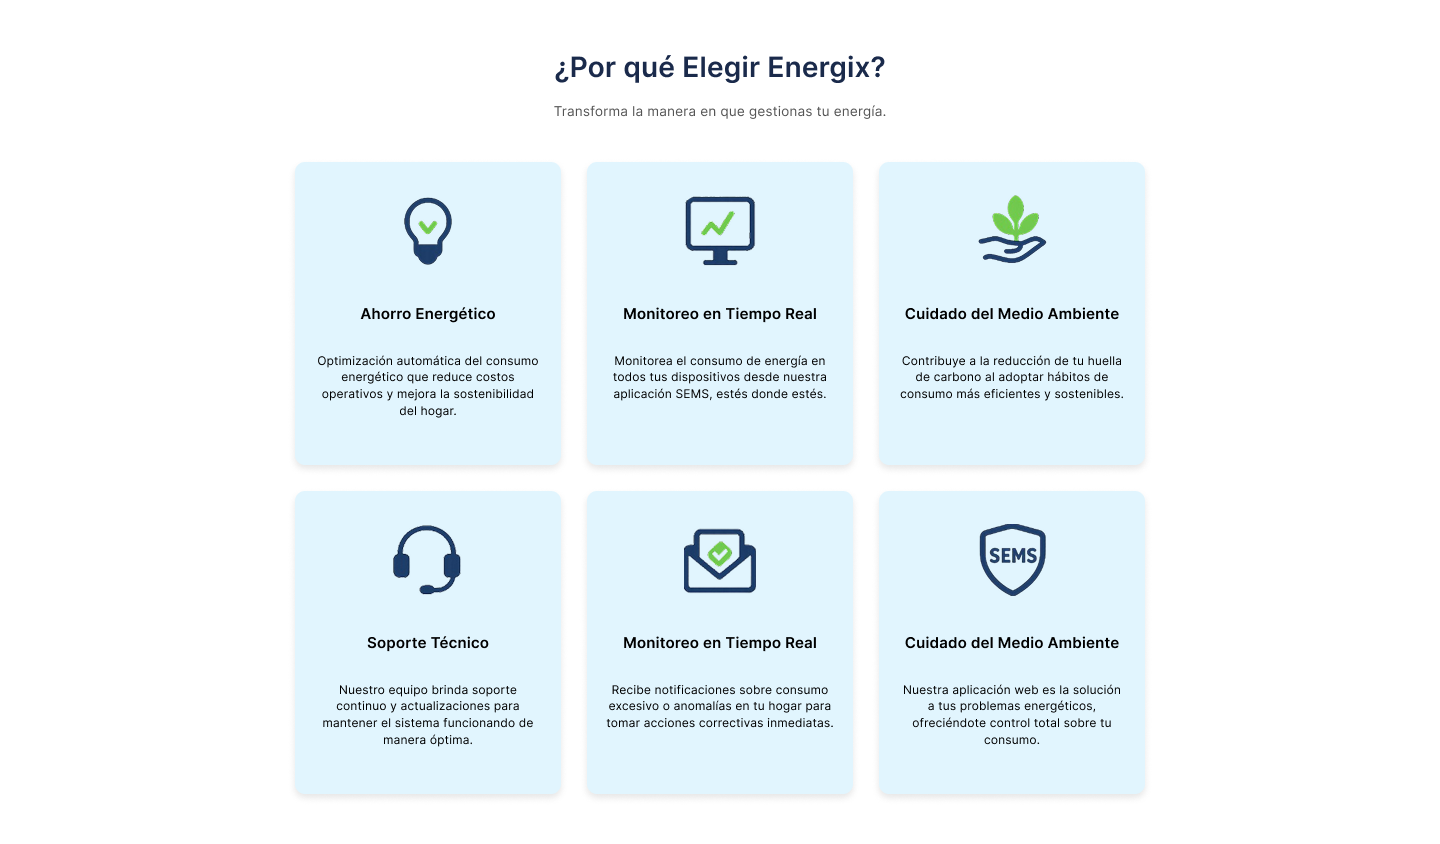 ¿Por qué Elegir Energix?
Transforma la manera en que gestionas tu energía.
Ahorro Energético
Optimización automática del consumo
energético que reduce costos
operativos y mejora la sostenibilidad
del hogar.
Monitoreo en Tiempo Real
Monitorea el consumo de energía en
todos tus dispositivos desde nuestra
aplicación SEMS, estés donde estés.
Cuidado del Medio Ambiente
Contribuye a la reducción de tu huella
de carbono al adoptar hábitos de
consumo más eficientes y sostenibles.
Soporte Técnico
Nuestro equipo brinda soporte
continuo y actualizaciones para
mantener el sistema funcionando de
manera óptima.
Monitoreo en Tiempo Real
Recibe notificaciones sobre consumo
excesivo o anomalías en tu hogar para
tomar acciones correctivas inmediatas.
SEMS
Cuidado del Medio Ambiente
Nuestra aplicación web es la solución
a tus problemas energéticos,
ofreciéndote control total sobre tu
consumo.